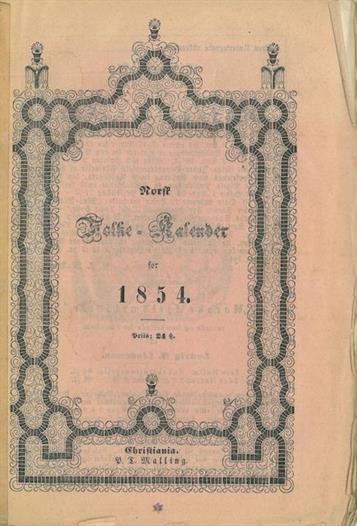 Norsk
Folke-Kalender
for
1854.
Priis: 24 ß.
Christiania.
P. T. Malling.